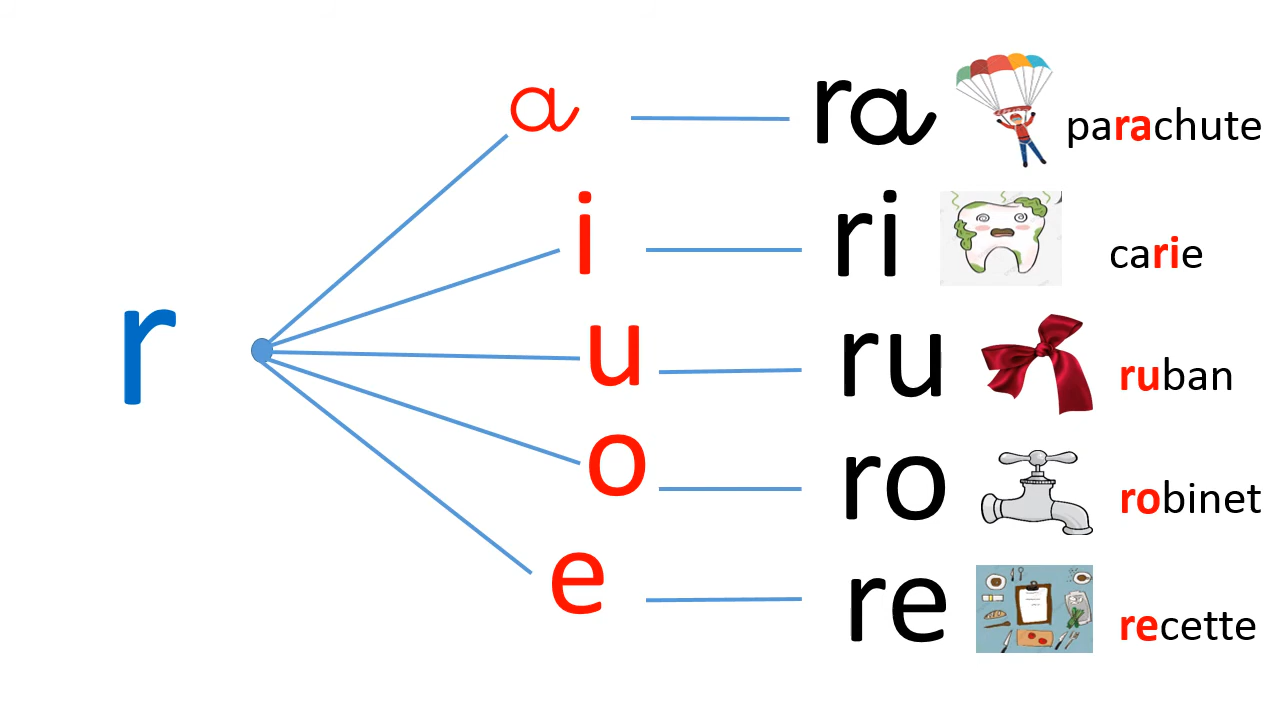 r
a ra parachute
i ri carie
u ru ruban
o ro robinet
e re recette